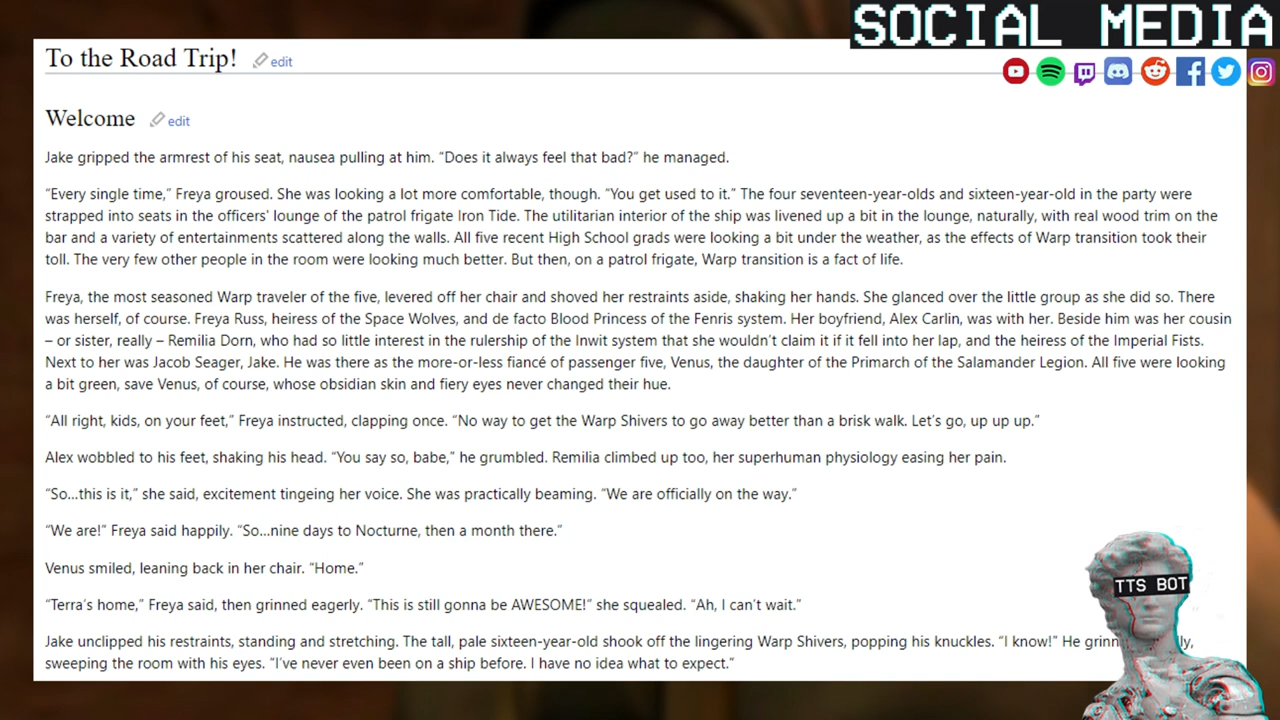 SOCIAL MEDIA
To the Road Trip! edit
Welcome edit
Jake gripped the armrest of his seat, nausea pulling at him. “Does it always feel that bad?” he managed.
“Every single time,” Freya groused. She was looking a lot more comfortable, though. “You get used to it.” The four seventeen-year-olds and sixteen-year-old in the party were
strapped into seats in the officers' lounge of the patrol frigate Iron Tide. The utilitarian interior of the ship was livened up a bit in the lounge, naturally, with real wood trim on the
bar and a variety of entertainments scattered along the walls. All five recent High School grads were looking a bit under the weather, as the effects of Warp transition took their
toll. The very few other people in the room were looking much better. But then, on a patrol frigate, Warp transition is a fact of life.
Freya, the most seasoned Warp traveler of the five, levered off her chair and shoved her restraints aside, shaking her hands. She glanced over the little group as she did so. There
was herself, of course. Freya Russ, heiress of the Space Wolves, and de facto Blood Princess of the Fenris system. Her boyfriend, Alex Carlin, was with her. Beside him was her cousin
– or sister, really – Remilia Dorn, who had so little interest in the rulership of the Inwit system that she wouldn’t claim it if it fell into her lap, and the heiress of the Imperial Fists.
Next to her was Jacob Seager, Jake. He was there as the more-or-less fiancé of passenger five, Venus, the daughter of the Primarch of the Salamander Legion. All five were looking
a bit green, save Venus, of course, whose obsidian skin and fiery eyes never changed their hue.
“All right, kids, on your feet,” Freya instructed, clapping once. “No way to get the Warp Shivers to go away better than a brisk walk. Let’s go, up up up.”
Alex wobbled to his feet, shaking his head. “You say so, babe,” he grumbled. Remilia climbed up too, her superhuman physiology easing her pain.
“So…this is it,” she said, excitement tingeing her voice. She was practically beaming. “We are officially on the way.”
“We are!” Freya said happily. “So…nine days to Nocturne, then a month there.”
Venus smiled, leaning back in her chair. “Home.”
“Terra’s home,” Freya said, then grinned eagerly. “This is still gonna be AWESOME!” she squealed. “Ah, I can’t wait.”
Jake unclipped his restraints, standing and stretching. The tall, pale sixteen-year-old shook off the lingering Warp Shivers, popping his knuckles. “I know!” He
sweeping the room with his eyes. “I’ve never even been on a ship before. I have no idea what to expect.”
TTS BOT